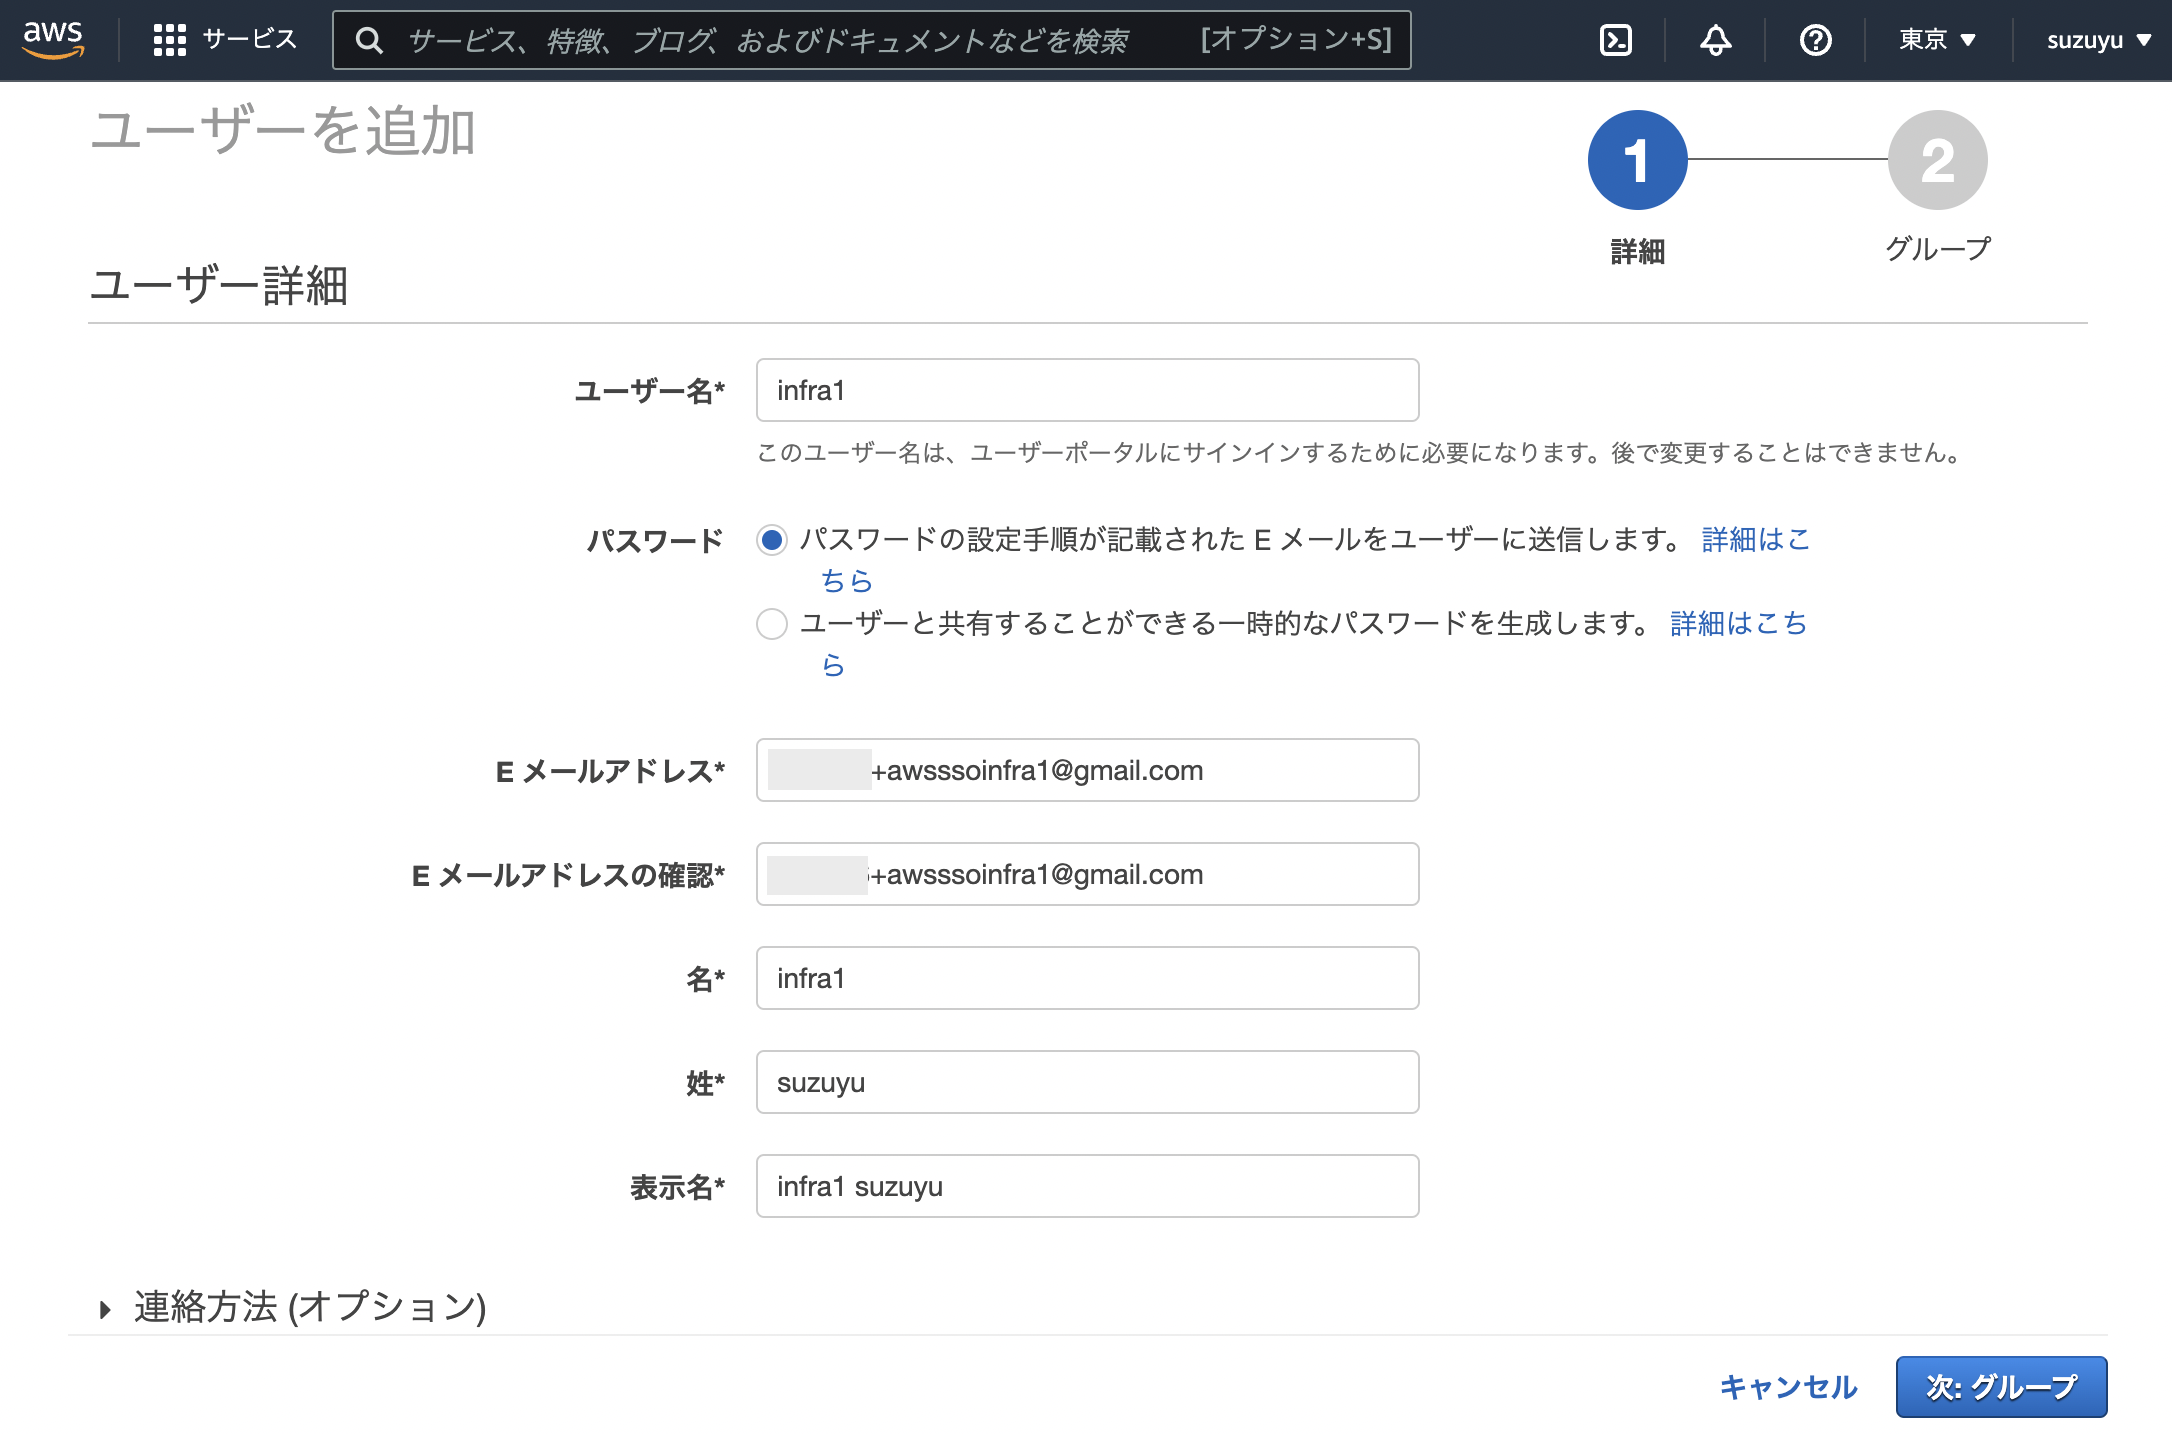 aws サービス サービス、特徴、ブログ、およびドキュメントなどを検索 [オプション+S] 東京 suzuyu
ユーザーを追加
1 2
詳細 グループ
ユーザー詳細
ユーザー名* infra1
このユーザー名は、ユーザーポータルにサインインするために必要になります。後で変更することはできません。
パスワード パスワードの設定手順が記載された E メールをユーザーに送信します。 詳細はこ
ちら
ユーザーと共有することができる一時的なパスワードを生成します。 詳細はこち
ら
E メールアドレス* +awsssoinfra1@gmail.com
E メールアドレスの確認* +awsssoinfra1@gmail.com
名* infra1
姓* suzuyu
表示名* infra1 suzuyu
連絡方法 (オプション)
キャンセル 次: グループ